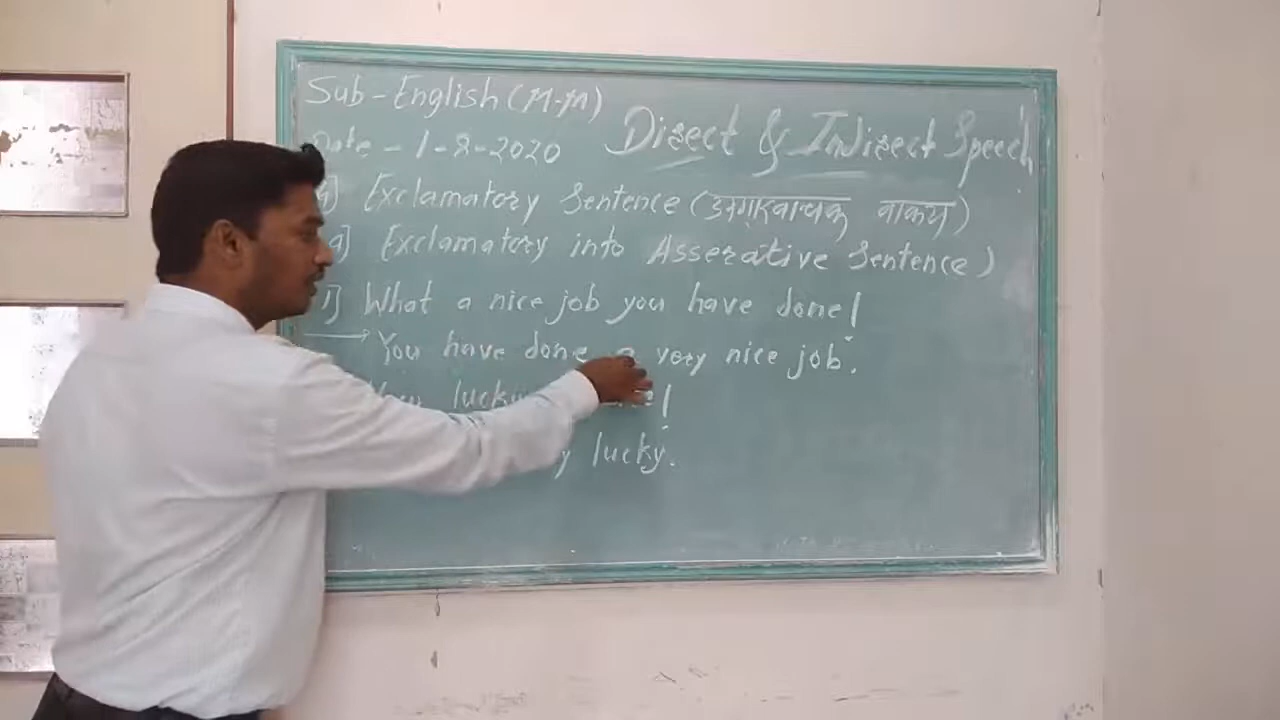 Sub - English (M-M)
Direct & Indirect Speech
Date - 1-8-2020
Exclamatory Sentence (उद्गारवाचक वाक्य)
a] Exclamatory into Asserative Sentence)
1] What a nice job you have done!
→ You have done a very nice job.
lucky !
lucky.